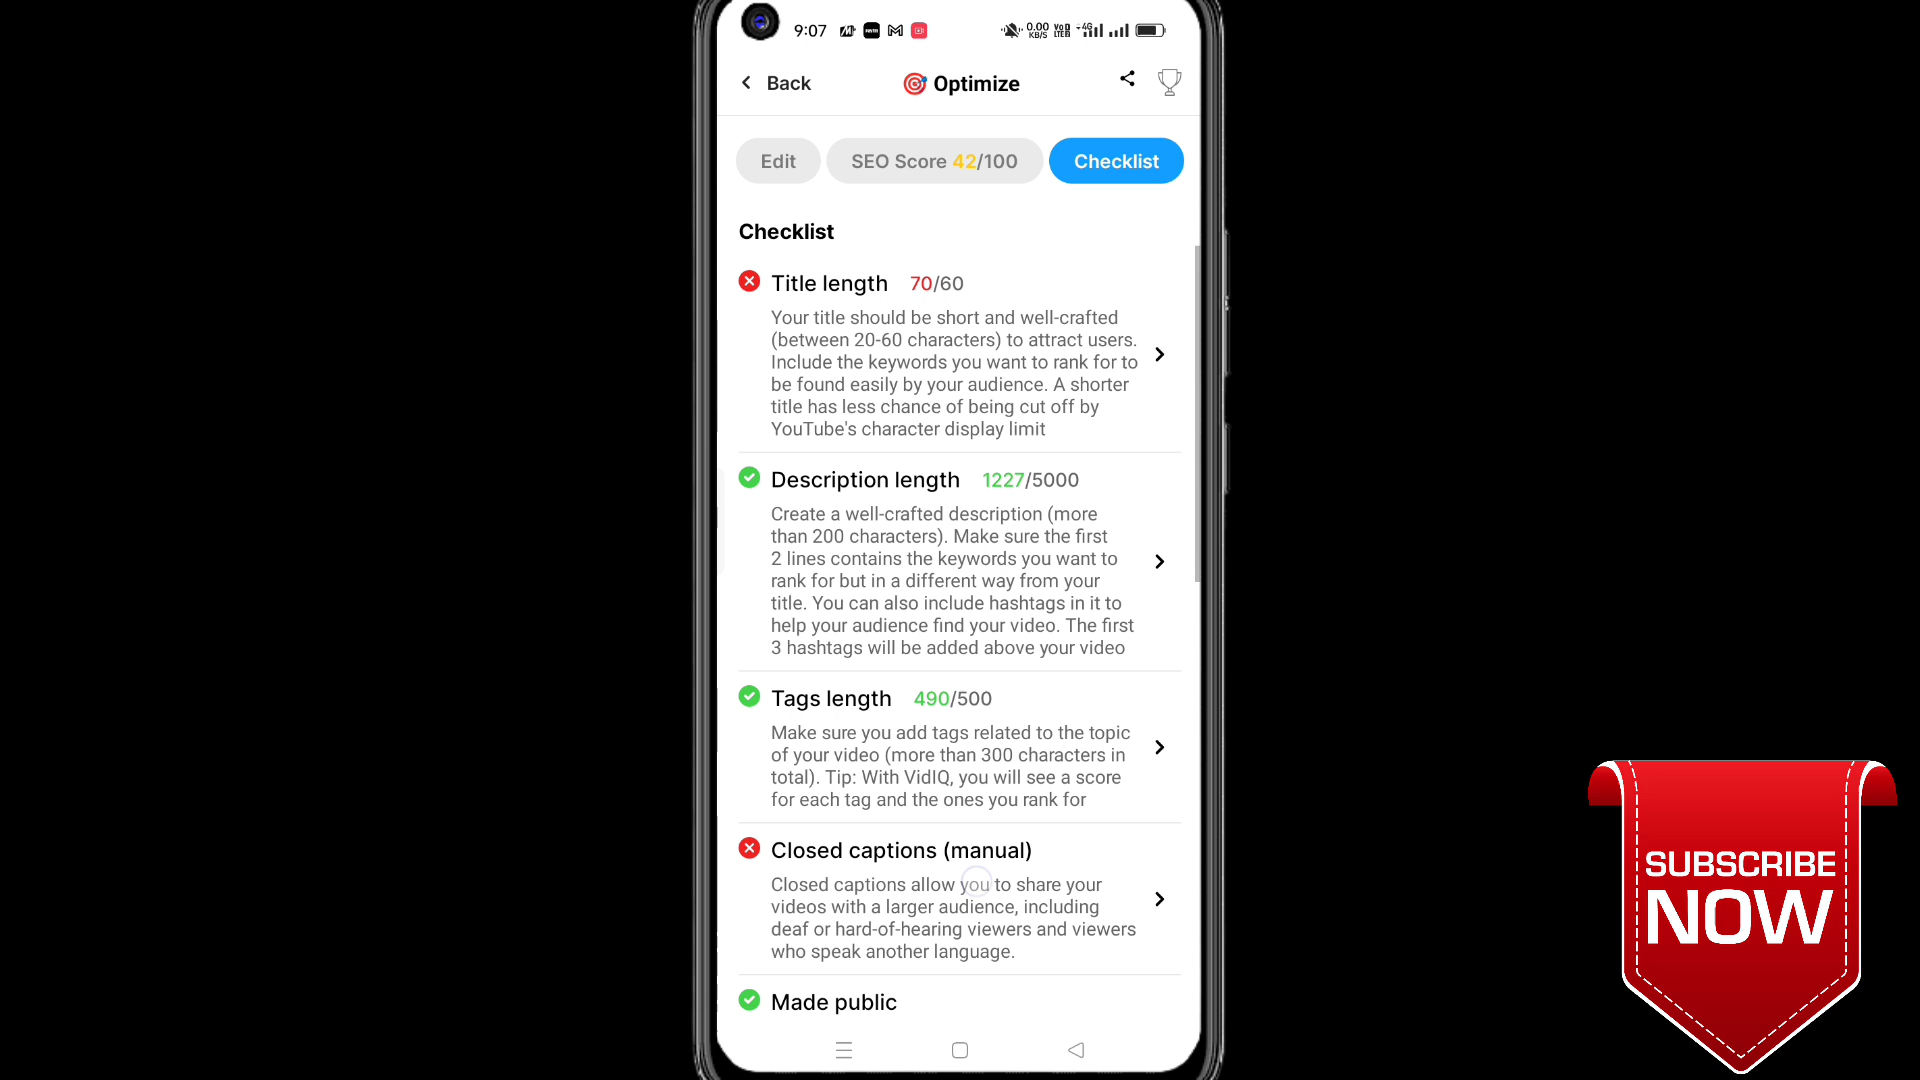 9:07
0.00
KB/S
4G
Back
Optimize
Edit
SEO Score 42/100
Checklist
Checklist
Title length 70/60
Your title should be short and well-crafted
(between 20-60 characters) to attract users.
Include the keywords you want to rank for to
be found easily by your audience. A shorter
title has less chance of being cut off by
YouTube's character display limit
Description length 1227/5000
Create a well-crafted description (more
than 200 characters). Make sure the first
2 lines contains the keywords you want to
rank for but in a different way from your
title. You can also include hashtags in it to
help your audience find your video. The first
3 hashtags will be added above your video
Tags length 490/500
Make sure you add tags related to the topic
of your video (more than 300 characters in
total). Tip: With VidIQ, you will see a score
for each tag and the ones you rank for
Closed captions (manual)
Closed captions allow you to share your
videos with a larger audience, including
deaf or hard-of-hearing viewers and viewers
who speak another language.
Made public
SUBSCRIBE
NOW